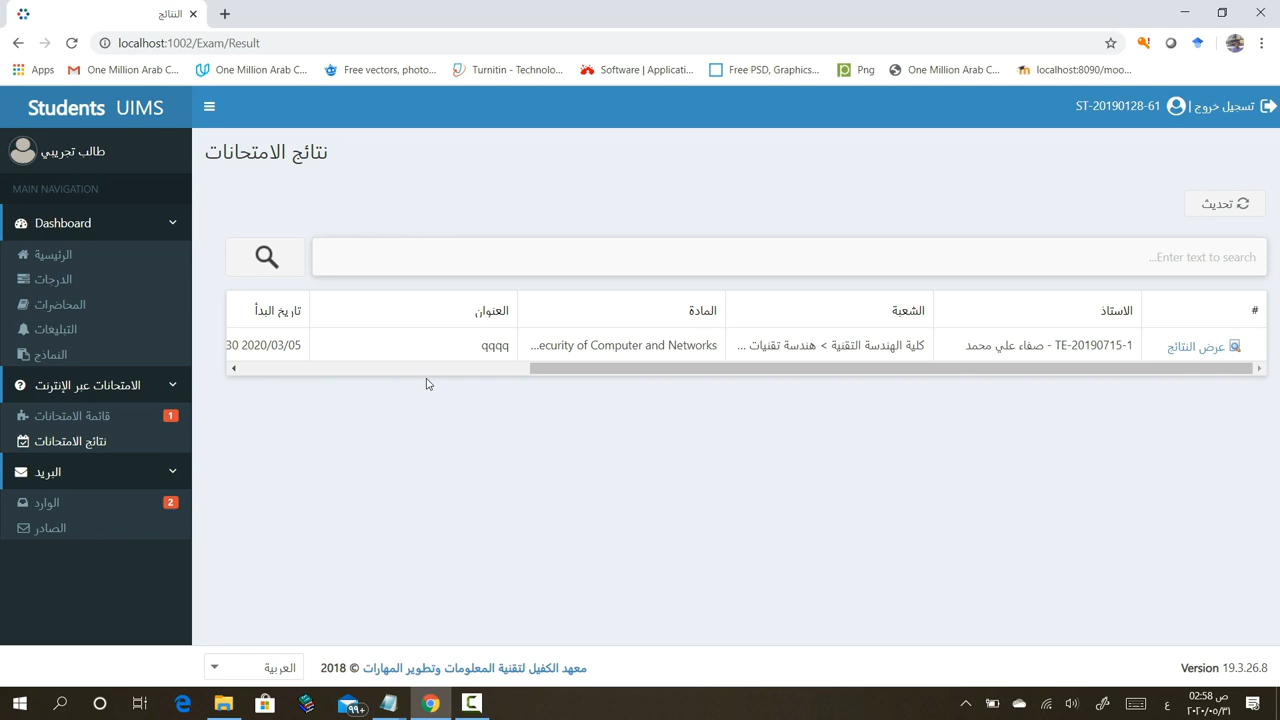 النتائج
localhost:1002/Exam/Result
Apps
One Million Arab C...
One Million Arab C...
Free vectors, photo...
Turnitin - Technolo...
Software | Applicati...
Free PSD, Graphics...
Png
One Million Arab C...
localhost:8090/moo...
Students UIMS
تسجيل خروج | ST-20190128-61
طالب تجريبي
MAIN NAVIGATION
Dashboard
الرئيسية
الدرجات
المحاضرات
التبليغات
النماذج
الامتحانات عبر الإنترنت
قائمة الامتحانات 1
نتائج الامتحانات
البريد
الوارد 2
الصادر
نتائج الامتحانات
تحديث
Enter text to search...
# الاستاذ الشعبة المادة العنوان تاريخ البدأ
عرض النتائج TE-20190715-1 - صفاء علي محمد كلية الهندسة التقنية > هندسة تقنيات ... ecurity of Computer and Networks... qqqq 2020/03/05 30
العربية
معهد الكفيل لتقنية المعلومات وتطوير المهارات © 2018
Version 19.3.26.8
99+
ع
02:58 ص
٢٠٢٠/٠٥/٣١